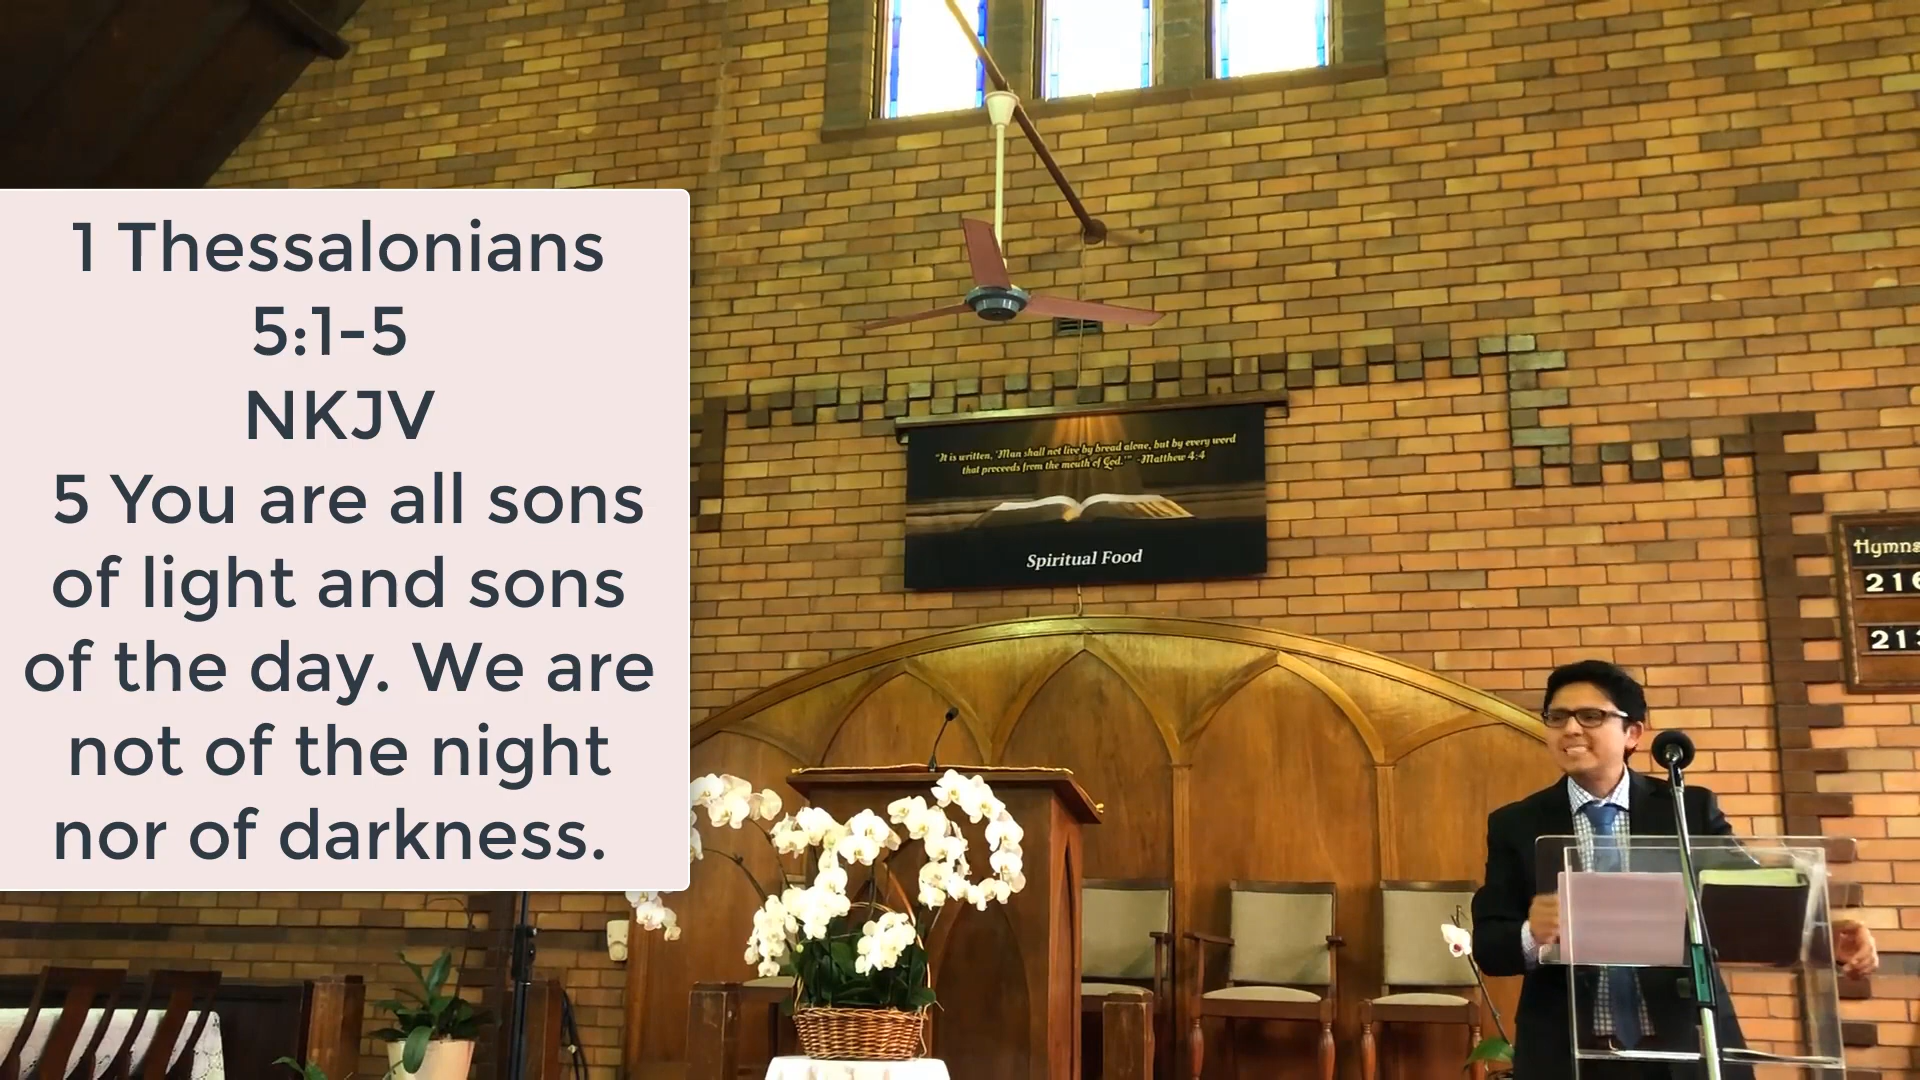 1 Thessalonians
5:1-5
NKJV
5 You are all sons
of light and sons
of the day. We are
not of the night
nor of darkness.
"It is written, 'Man shall not live by bread alone, but by every word
that proceeds from the mouth of God.'" -Matthew 4:4
Spiritual Food
Hymns
216
213